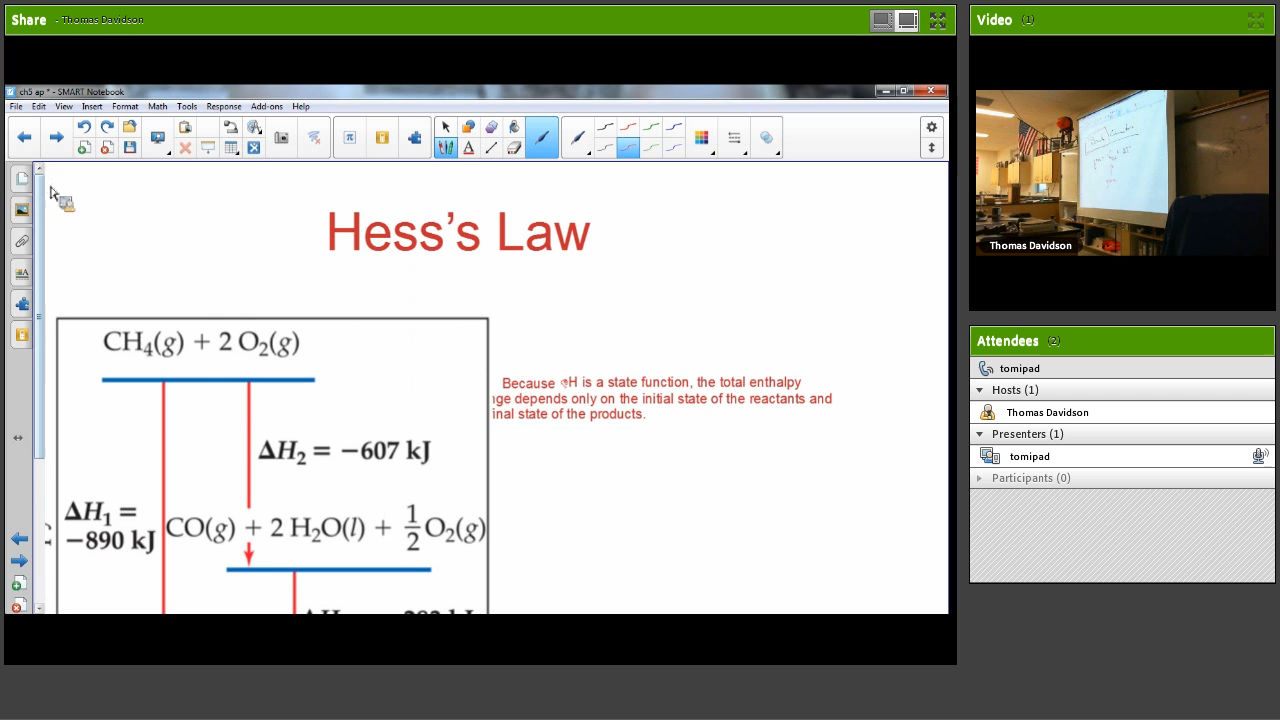 Share - Thomas Davidson
Video (1)
ch5 ap * - SMART Notebook
File Edit View Insert Format Math Tools Response Add-ons Help
Hess's Law
CH₄(g) + 2 O₂(g)
Because H is a state function, the total enthalpy
nge depends only on the initial state of the reactants and
inal state of the products.
ΔH₂ = −607 kJ
ΔH₁ =
−890 kJ
CO(g) + 2 H₂O(l) + 1/2 O₂(g)
Thomas Davidson
Attendees (2)
tomipad
Hosts (1)
Thomas Davidson
Presenters (1)
tomipad
Participants (0)